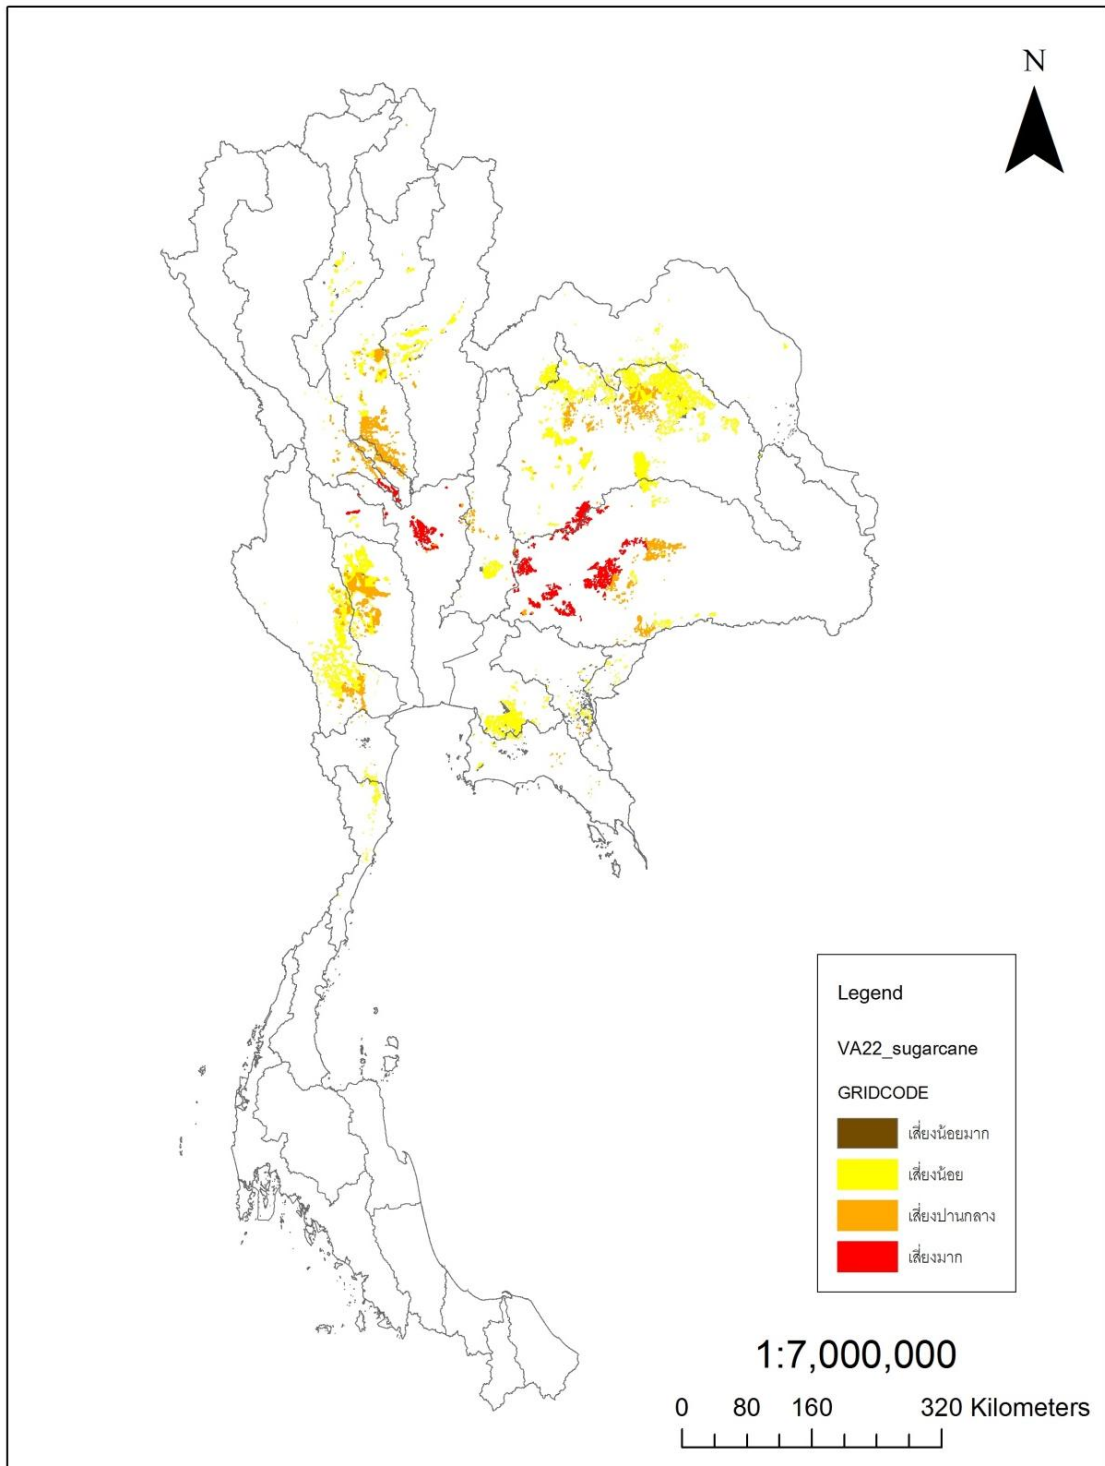 N
Legend
VA22_sugarcane
GRIDCODE
เสี่ยงน้อยมาก
เสี่ยงน้อย
เสี่ยงปานกลาง
เสี่ยงมาก
1:7,000,000
0 80 160 320 Kilometers